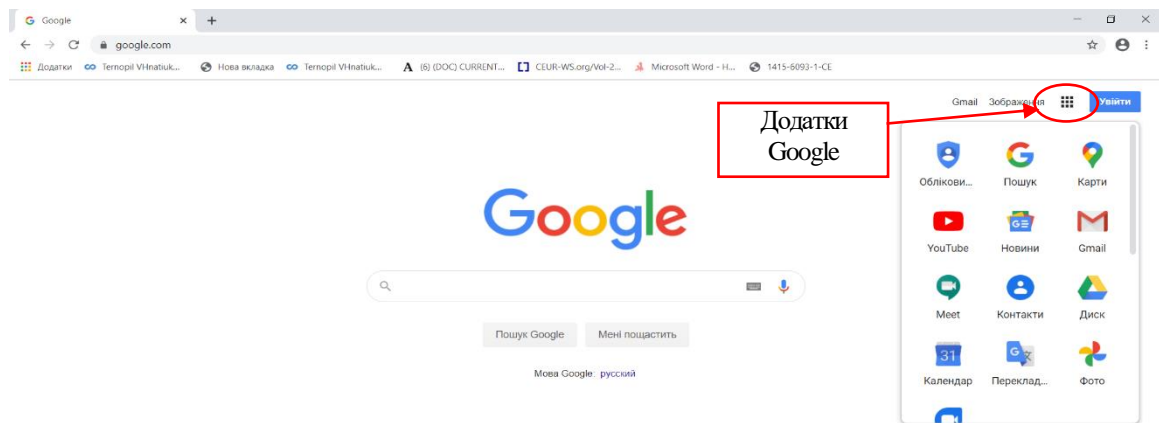 Google
google.com
Додатки Ternopil VHnatiuk... Нова вкладка Ternopil VHnatiuk... A (6) (DOC) CURRENT... CEUR-WS.org/Vol-2... Microsoft Word - H... 1415-6093-1-CE
Gmail Зображення Увійти
Додатки
Google
Облікови... Пошук Карти
YouTube Новини Gmail
Meet Контакти Диск
31
Календар Переклад... Фото
Google
Пошук Google Мені пощастить
Мова Google: русский